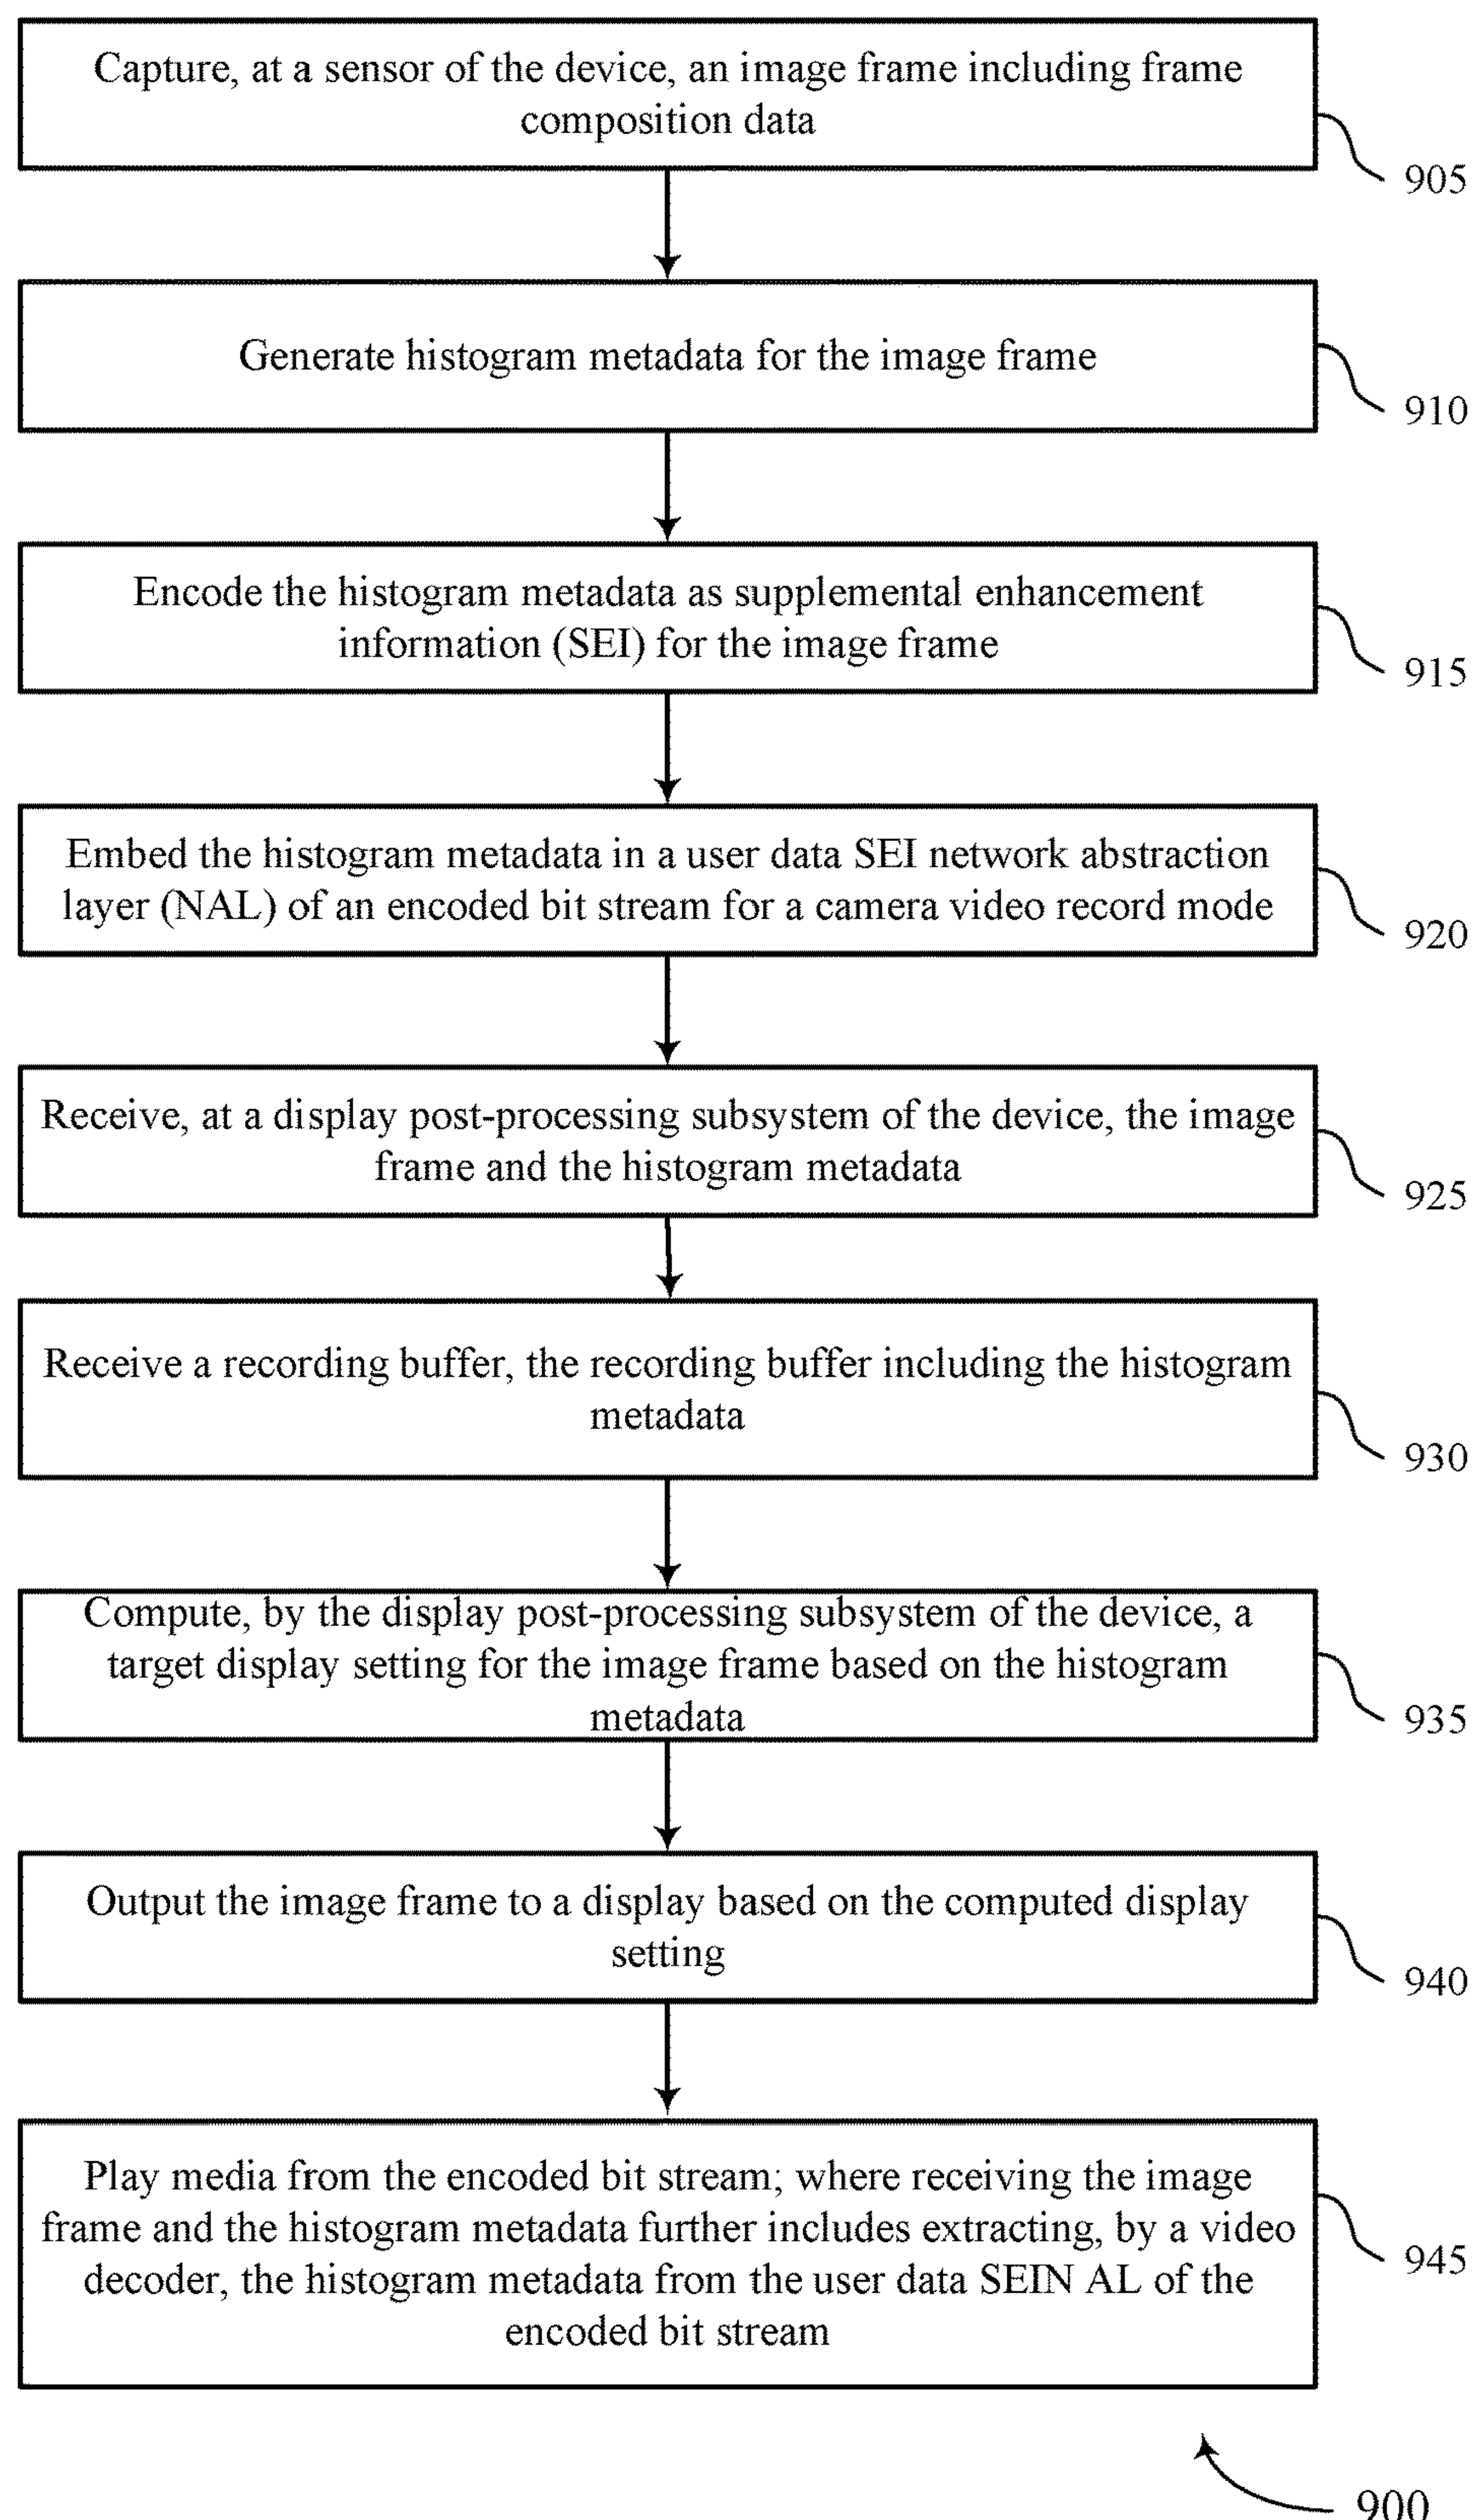 Capture, at a sensor of the device, an image frame including frame
composition data
905
Generate histogram metadata for the image frame
910
Encode the histogram metadata as supplemental enhancement
information (SEI) for the image frame
915
Embed the histogram metadata in a user data SEI network abstraction
layer (NAL) of an encoded bit stream for a camera video record mode
920
Receive, at a display post-processing subsystem of the device, the image
frame and the histogram metadata
925
Receive a recording buffer, the recording buffer including the histogram
metadata
930
Compute, by the display post-processing subsystem of the device, a
target display setting for the image frame based on the histogram
metadata
935
Output the image frame to a display based on the computed display
setting
940
Play media from the encoded bit stream; where receiving the image
frame and the histogram metadata further includes extracting, by a video
decoder, the histogram metadata from the user data SEIN AL of the
encoded bit stream
945
900